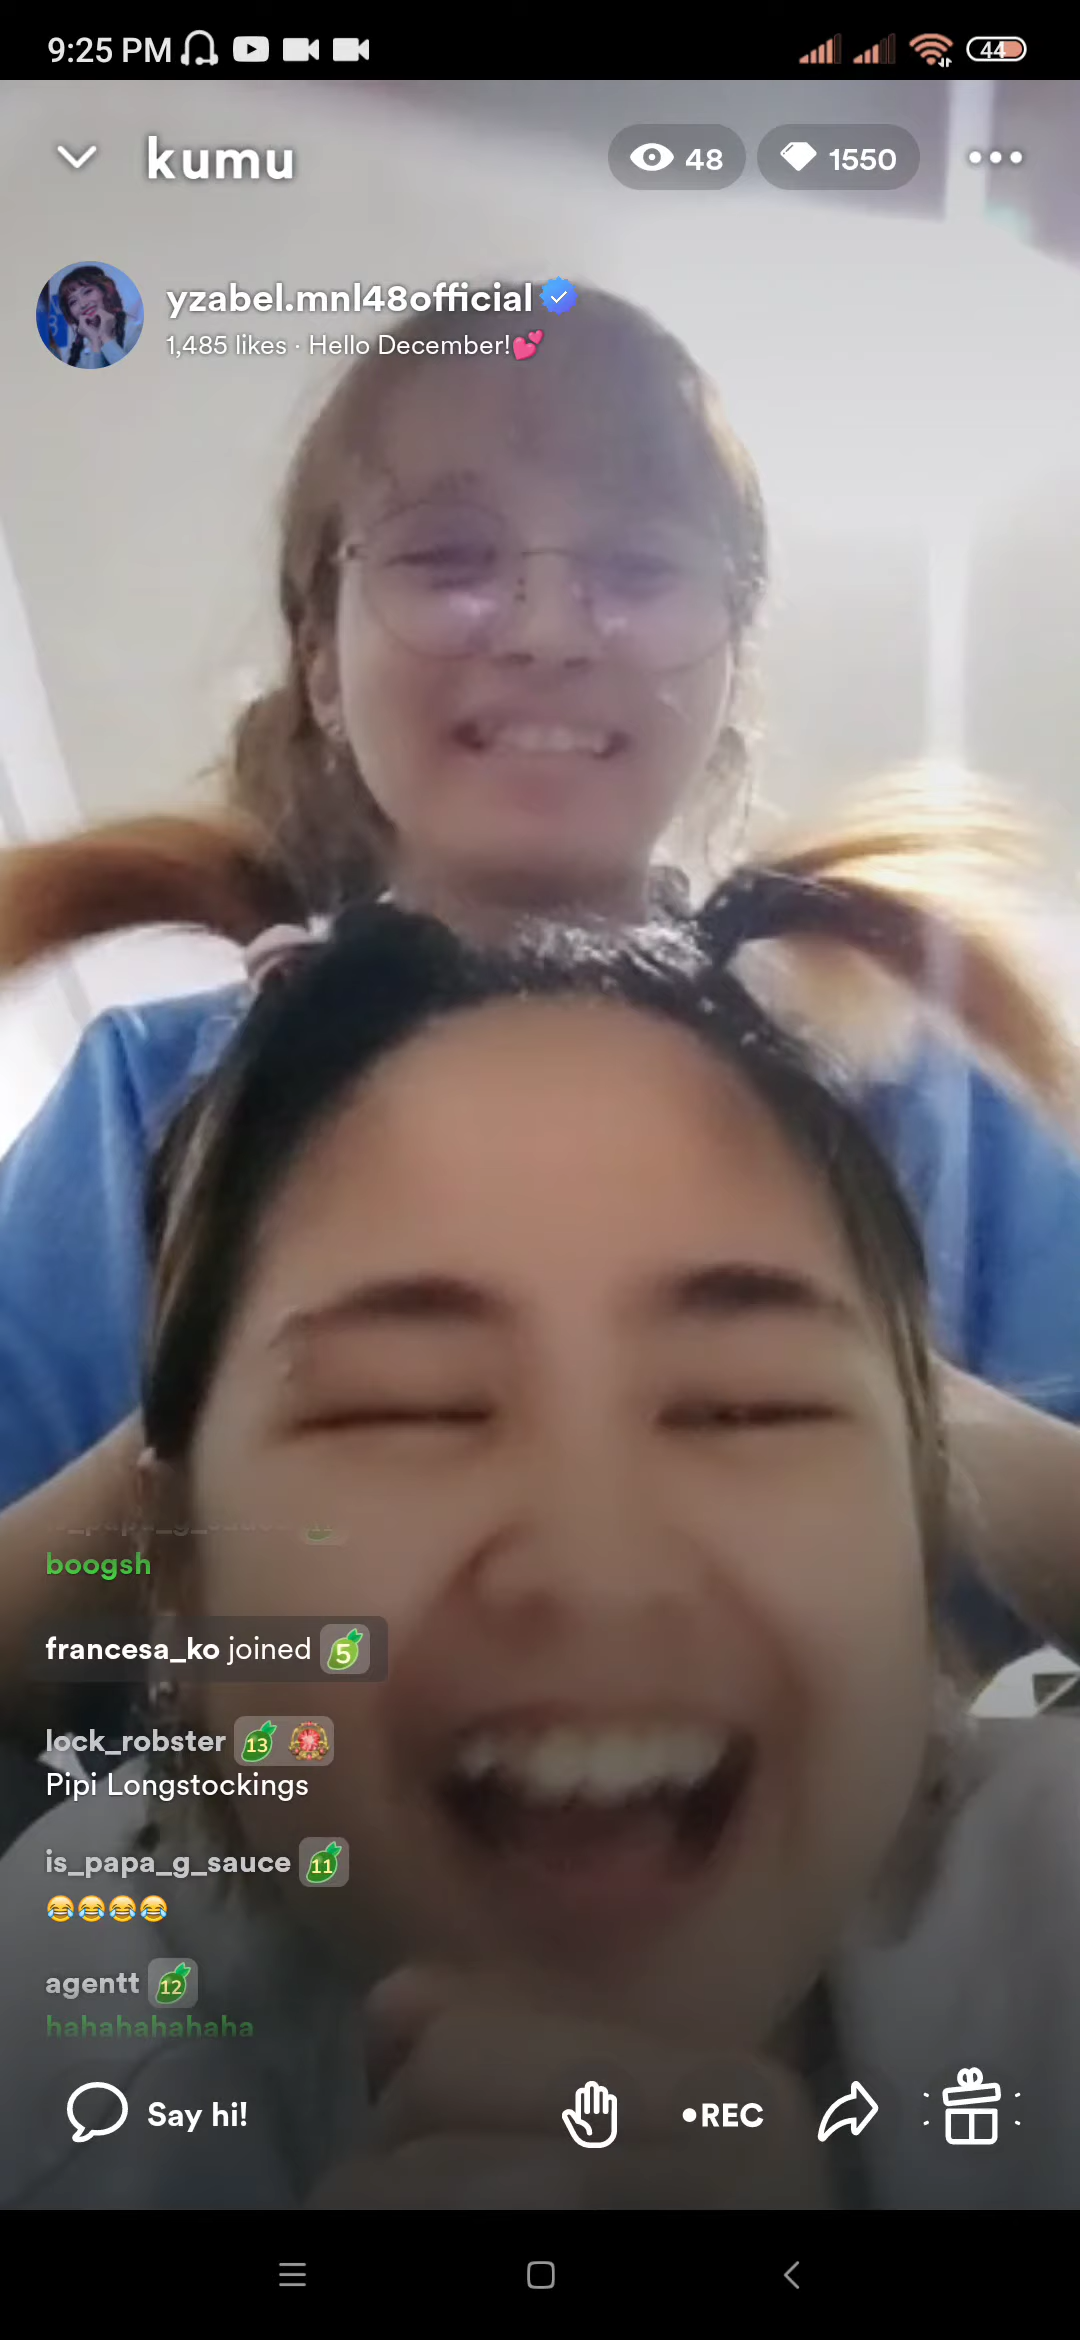 9:25 PM
44
kumu
48
1550
yzabel.mnl48official
1,485 likes · Hello December!💕
boogsh
francesa_ko joined 5
lock_robster 13
Pipi Longstockings
is_papa_g_sauce 11
😂😂😂😂
agentt 12
hahahahahaha
Say hi!
•REC